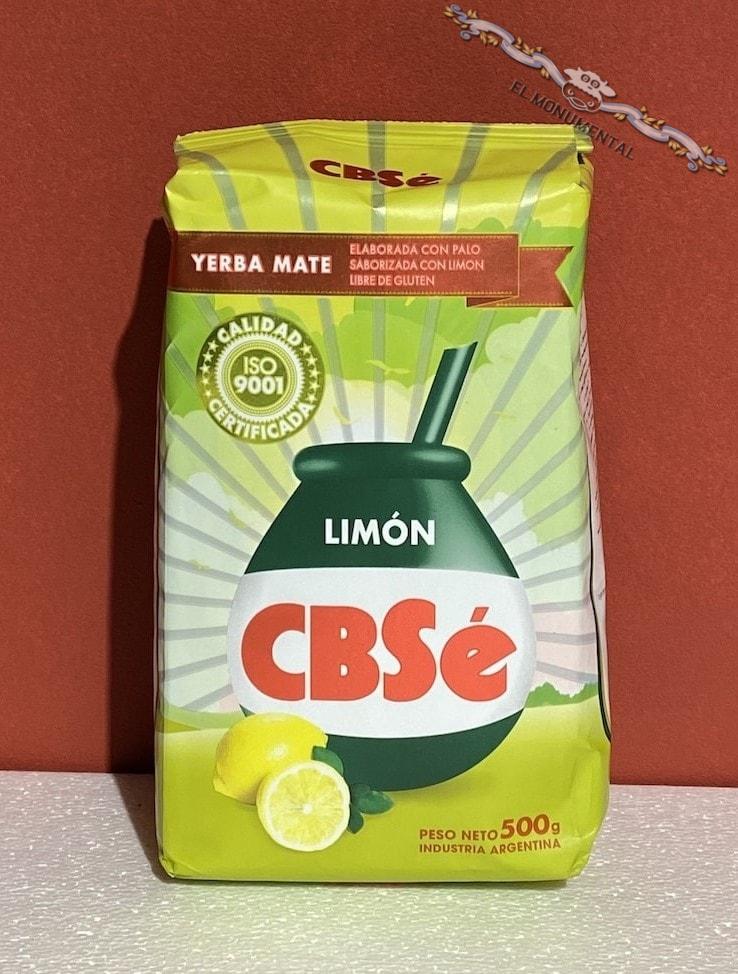 EL MONUMENTAL
CBSé
YERBA MATE
ELABORADA CON PALO
SABORIZADA CON LIMON
LIBRE DE GLUTEN
CALIDAD
ISO
9001
CERTIFICADA
LIMÓN
CBSé
PESO NETO 500g
INDUSTRIA ARGENTINA